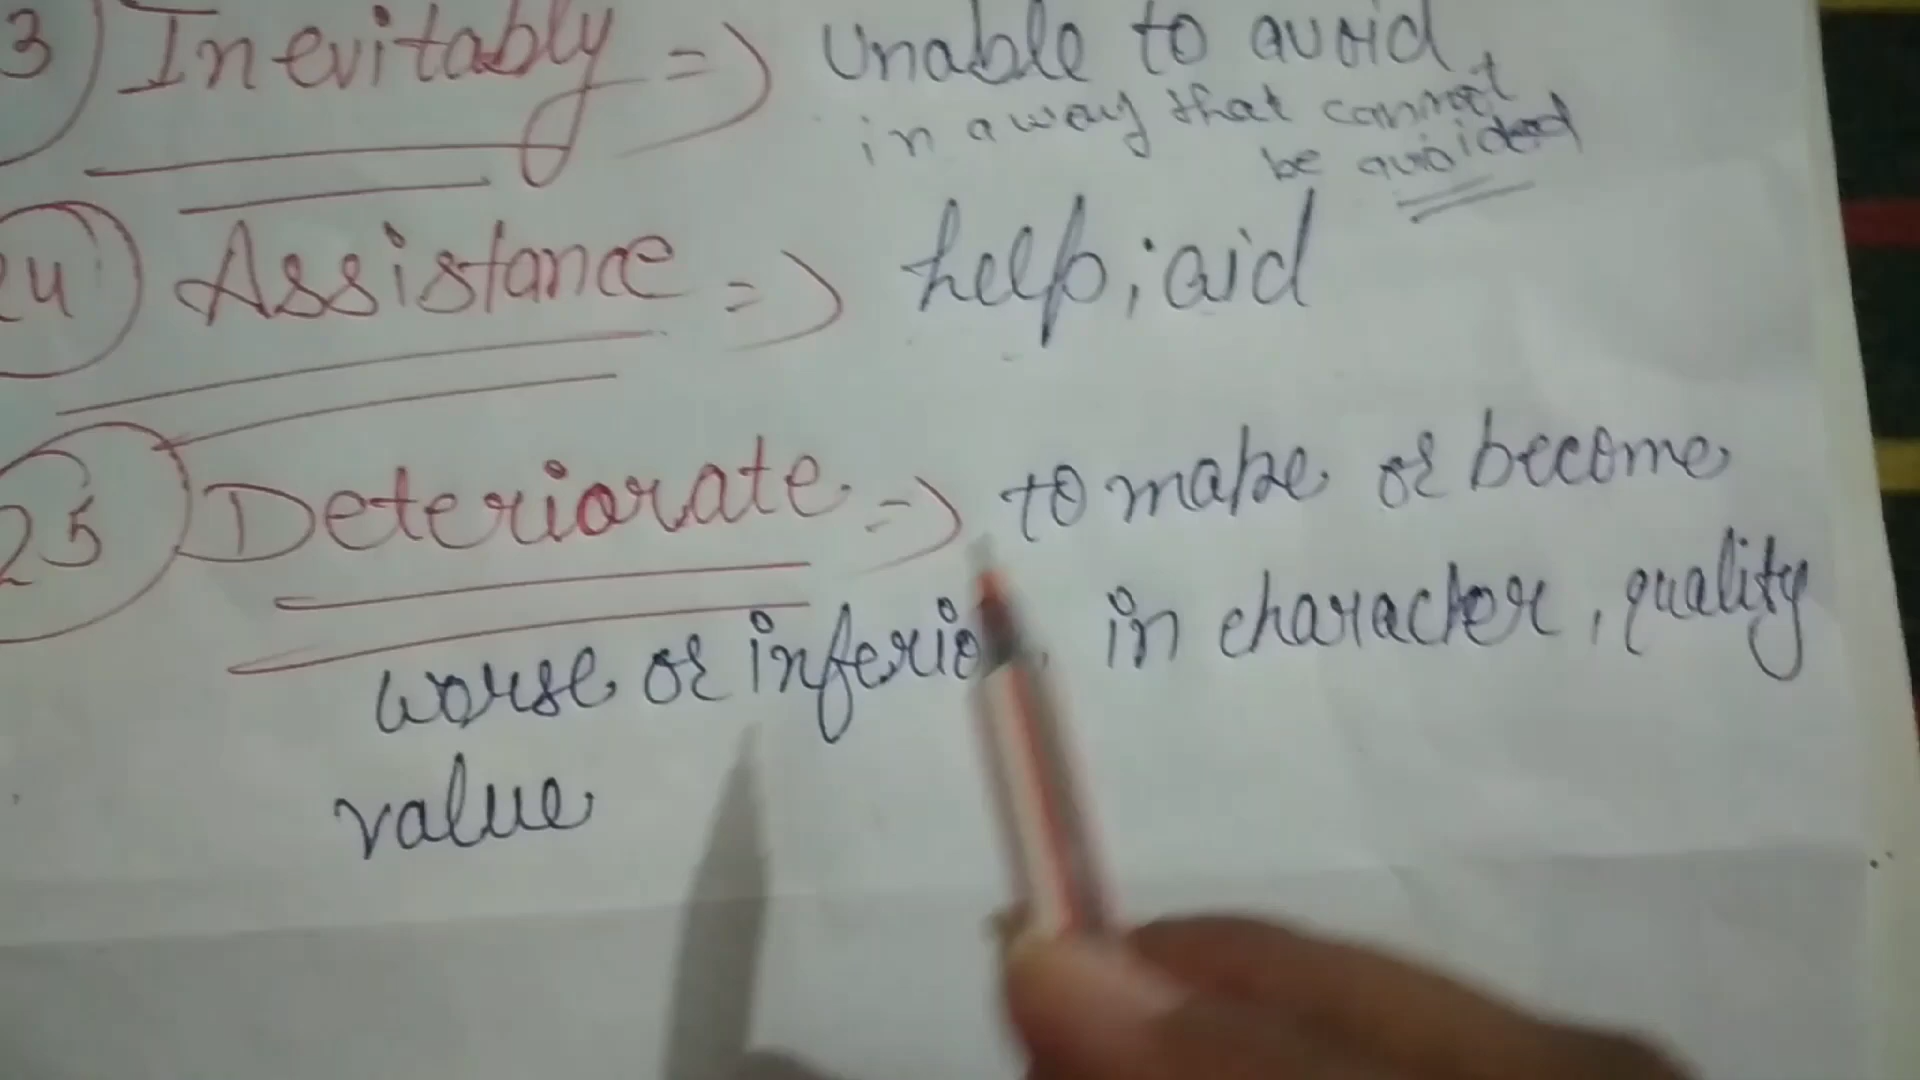 3) Inevitably => Unable to avoid
in a way that cannot
be avoided
24) Assistance => help, aid
25) Deteriorate => to make or become
worse or inferior in character, quality
value